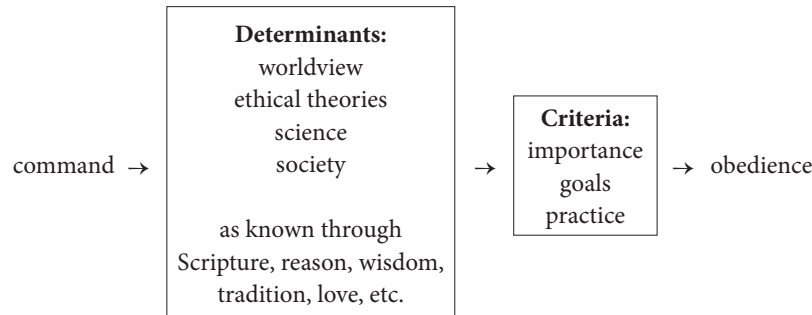 command →
Determinants:
worldview
ethical theories
science
society
as known through
Scripture, reason, wisdom,
tradition, love, etc.
→
Criteria:
importance
goals
practice
→ obedience